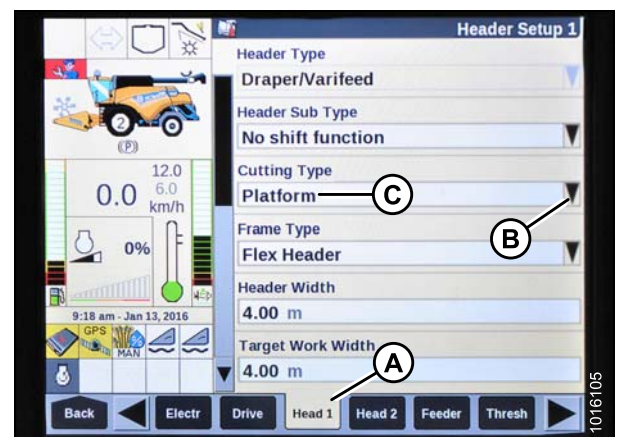 Header Setup 1
Header Type
Draper/Varifeed
Header Sub Type
No shift function
Cutting Type
Platform
C
B
Frame Type
Flex Header
Header Width
4.00 m
Target Work Width
4.00 m
A
2
(P)
12.0
6.0
0.0 km/h
0%
9:18 am - Jan 13, 2016
GPS
MAN
Back
Electr
Drive
Head 1
Head 2
Feeder
Thresh
1016105